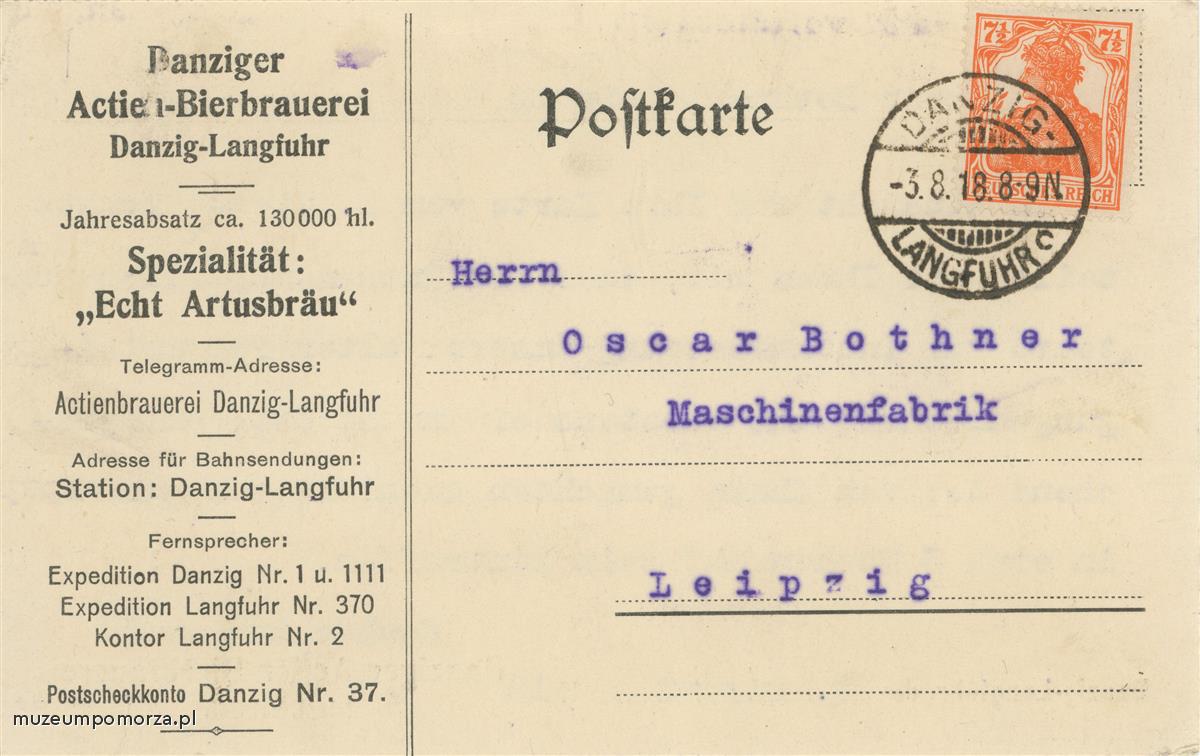 Danziger
Actien-Bierbrauerei
Danzig-Langfuhr
Jahresabsatz ca. 130000 hl.
Spezialität:
„Echt Artusbräu“
Telegramm-Adresse:
Actienbrauerei Danzig-Langfuhr
Adresse für Bahnsendungen:
Station: Danzig-Langfuhr
Fernsprecher:
Expedition Danzig Nr. 1 u. 1111
Expedition Langfuhr Nr. 370
Kontor Langfuhr Nr. 2
Postscheckkonto Danzig Nr. 37.
muzeumpomorza.pl
Poſtkarte
7½ 7½
DEUTSCHES REICH
DANZIG-
-3.8.18.8-9N
LANGFUHR C
Herrn
Oscar Bothner
Maschinenfabrik
Leipzig